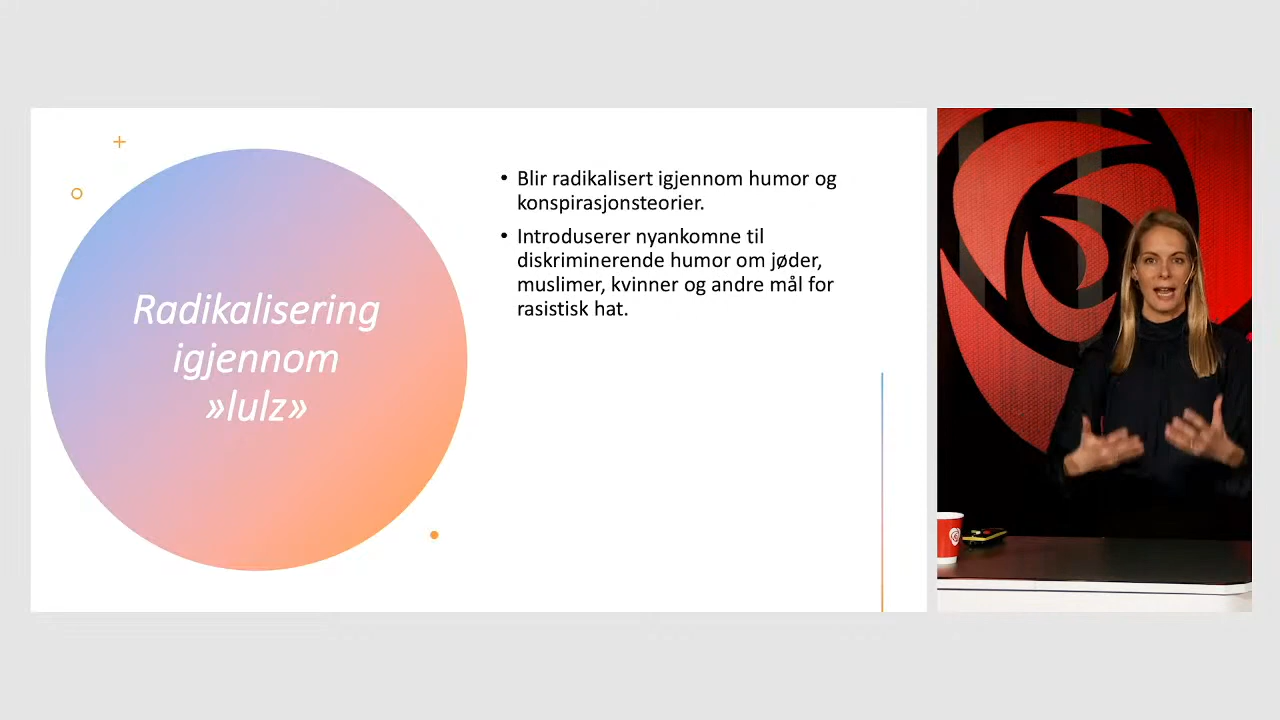 Radikalisering
igjennom
»lulz»
• Blir radikalisert igjennom humor og
konspirasjonsteorier.
• Introduserer nyankomne til
diskriminerende humor om jøder,
muslimer, kvinner og andre mål for
rasistisk hat.